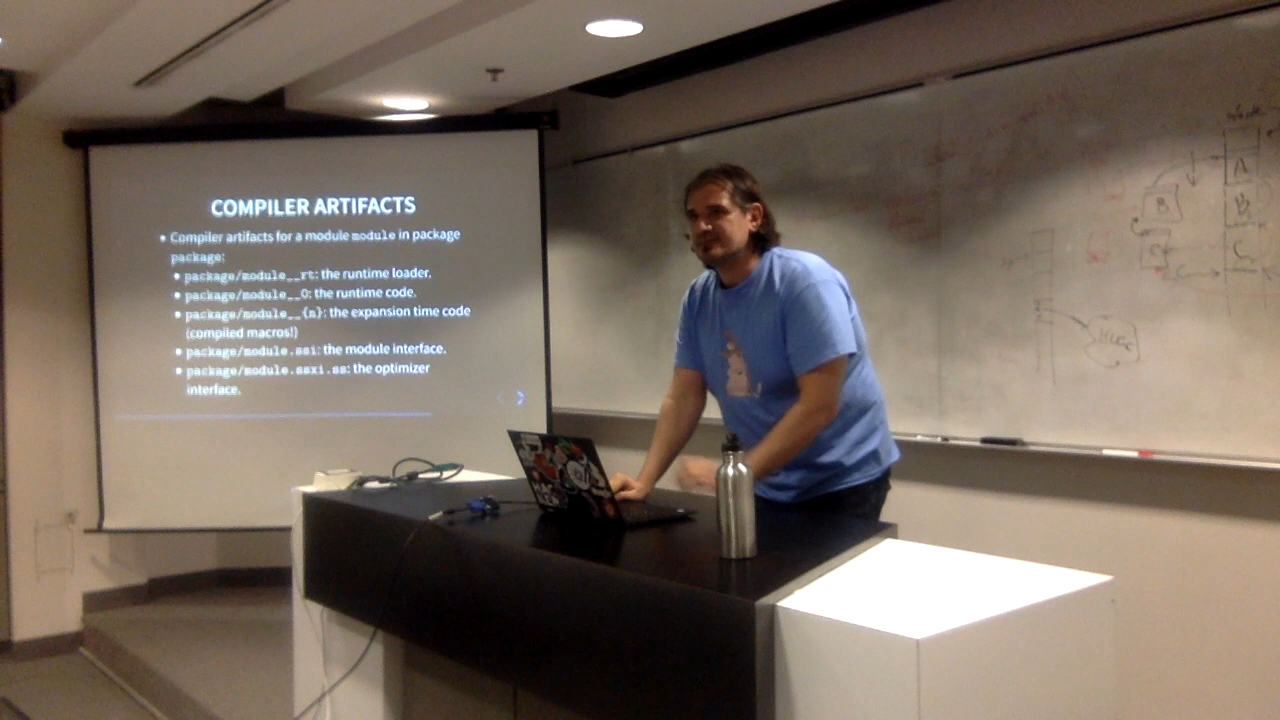 COMPILER ARTIFACTS
• Compiler artifacts for a module module in package
package:
• package/module__rt: the runtime loader.
• package/module__0: the runtime code.
• package/module__{n}: the expansion time code
(compiled macros!)
• package/module.ssi: the module interface.
• package/module.ssxi.ss: the optimizer
interface.
A
B
B
C
C